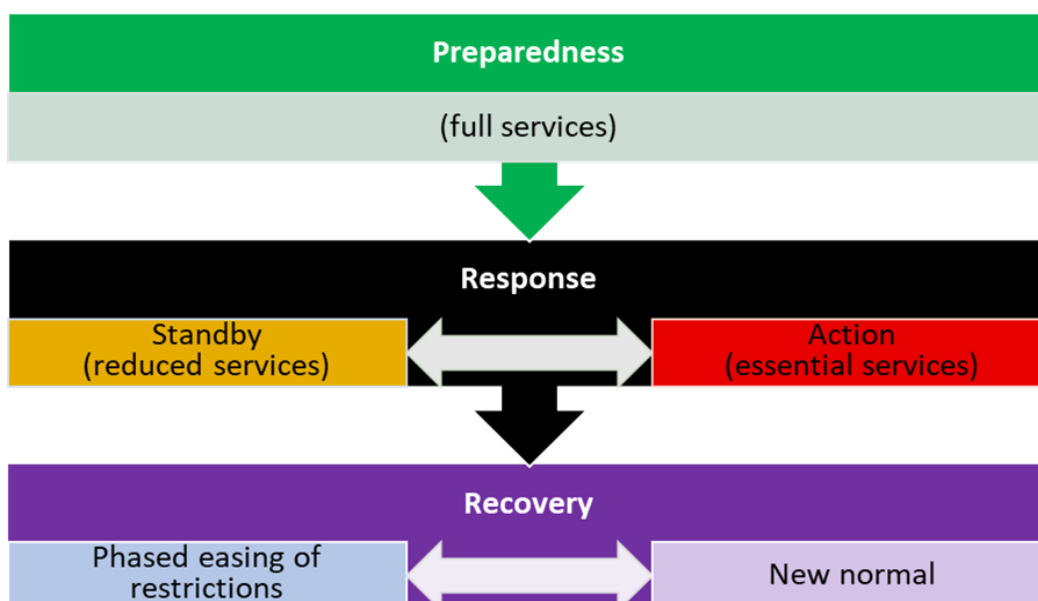 Preparedness
(full services)
Response
Standby
(reduced services)
Action
(essential services)
Recovery
Phased easing of
restrictions
New normal